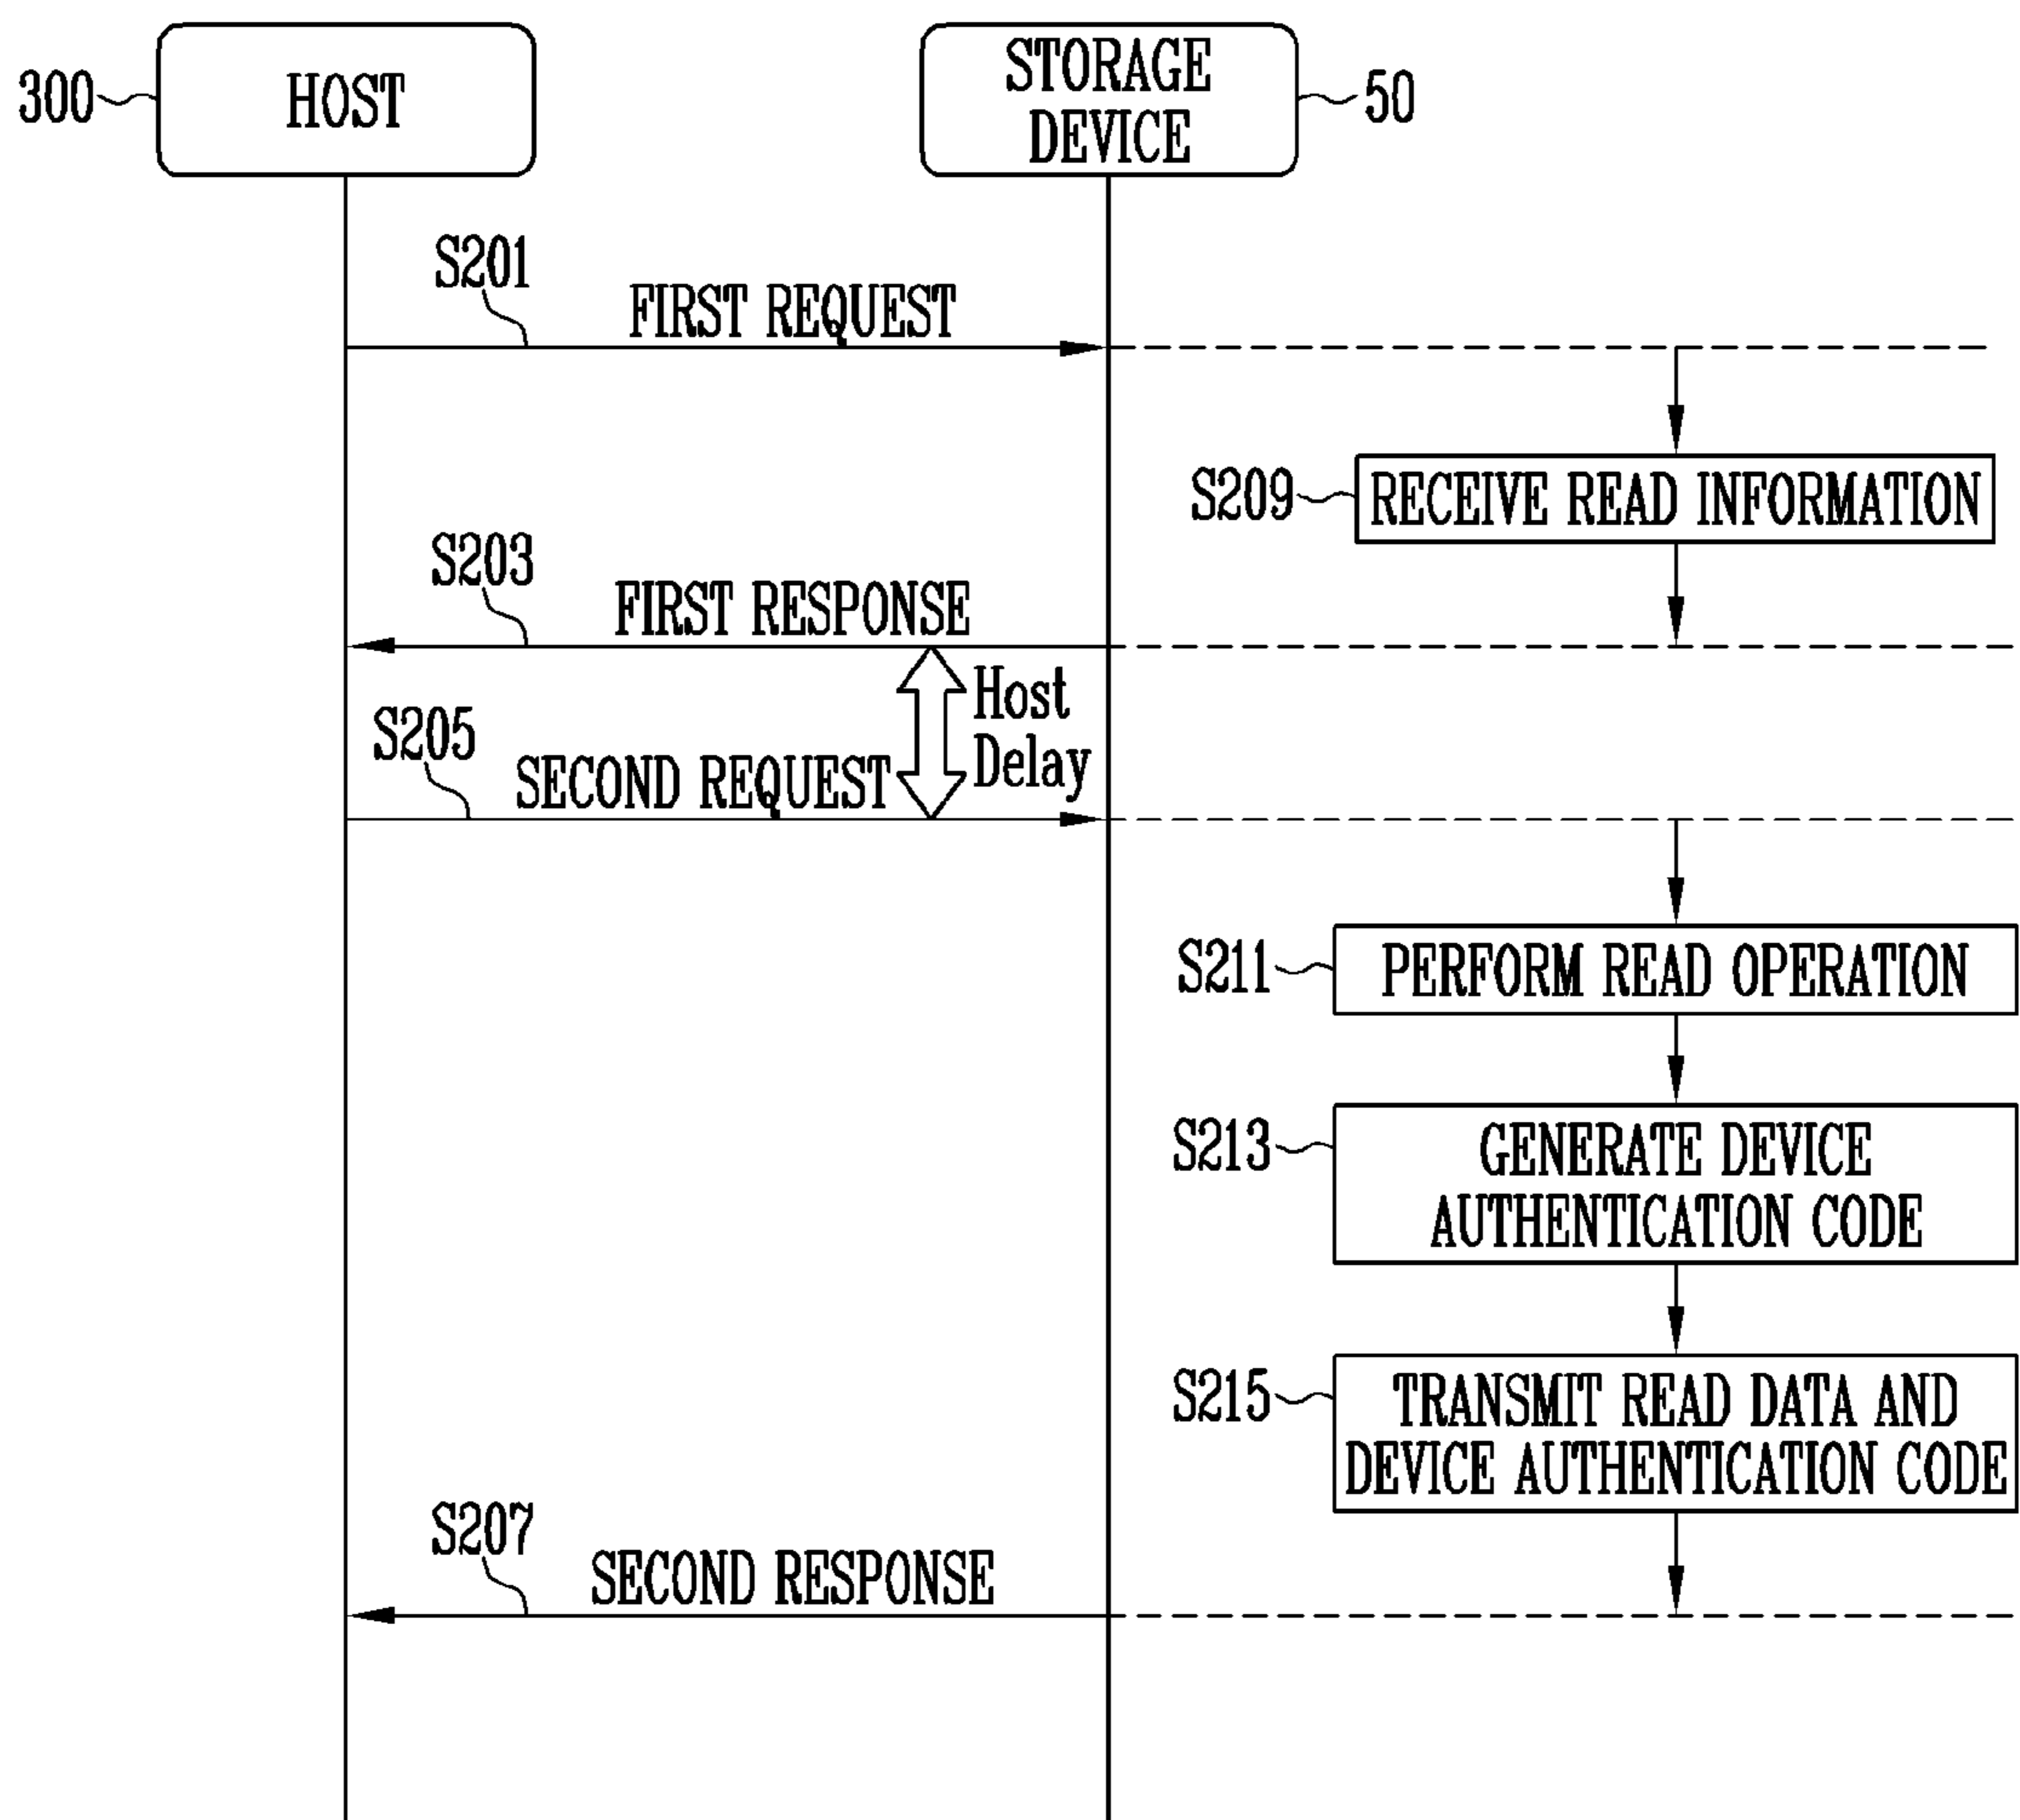 300
HOST
STORAGE
DEVICE
50
S201
FIRST REQUEST
S209
RECEIVE READ INFORMATION
S203
FIRST RESPONSE
Host
Delay
S205
SECOND REQUEST
S211
PERFORM READ OPERATION
S213
GENERATE DEVICE
AUTHENTICATION CODE
S215
TRANSMIT READ DATA AND
DEVICE AUTHENTICATION CODE
S207
SECOND RESPONSE